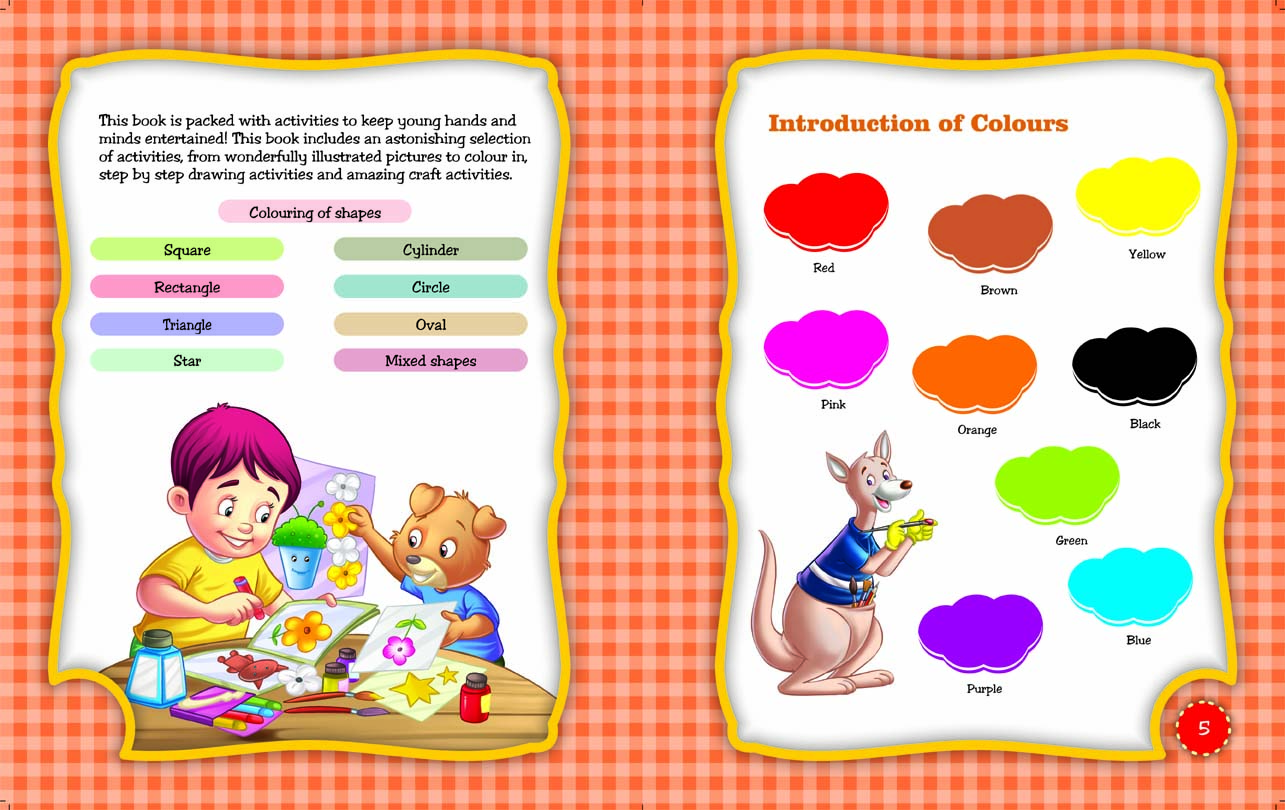 This book is packed with activities to keep young hands and
minds entertained! This book includes an astonishing selection
of activities, from wonderfully illustrated pictures to colour in,
step by step drawing activities and amazing craft activities.
Colouring of shapes
Square
Cylinder
Rectangle
Circle
Triangle
Oval
Star
Mixed shapes
Introduction of Colours
Red
Brown
Yellow
Pink
Orange
Black
Green
Blue
Purple
5